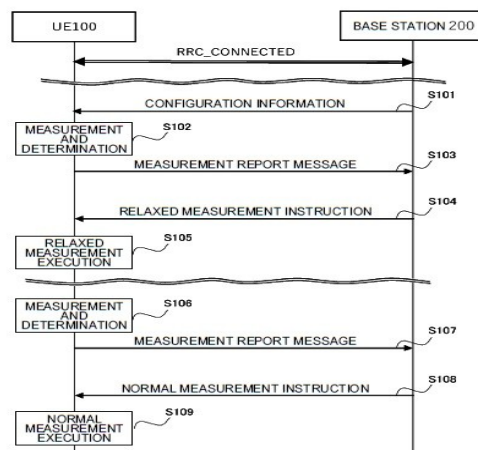 UE100
BASE STATION 200
RRC_CONNECTED
S101
CONFIGURATION INFORMATION
MEASUREMENT
AND
DETERMINATION
S102
S103
MEASUREMENT REPORT MESSAGE
S104
RELAXED MEASUREMENT INSTRUCTION
RELAXED
MEASUREMENT
EXECUTION
S105
MEASUREMENT
AND
DETERMINATION
S106
S107
MEASUREMENT REPORT MESSAGE
S108
NORMAL MEASUREMENT INSTRUCTION
NORMAL
MEASUREMENT
EXECUTION
S109